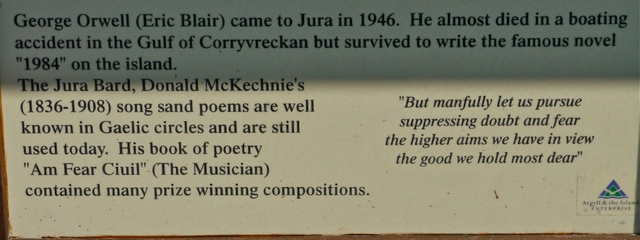 George Orwell (Eric Blair) came to Jura in 1946. He almost died in a boating
accident in the Gulf of Corryvreckan but survived to write the famous novel
"1984" on the island.
The Jura Bard, Donald McKechnie's
(1836-1908) song sand poems are well
known in Gaelic circles and are still
used today. His book of poetry
"Am Fear Ciuil" (The Musician)
contained many prize winning compositions.
"But manfully let us pursue
suppressing doubt and fear
the higher aims we have in view
the good we hold most dear"
Argyll & the Islands
ENTERPRISE